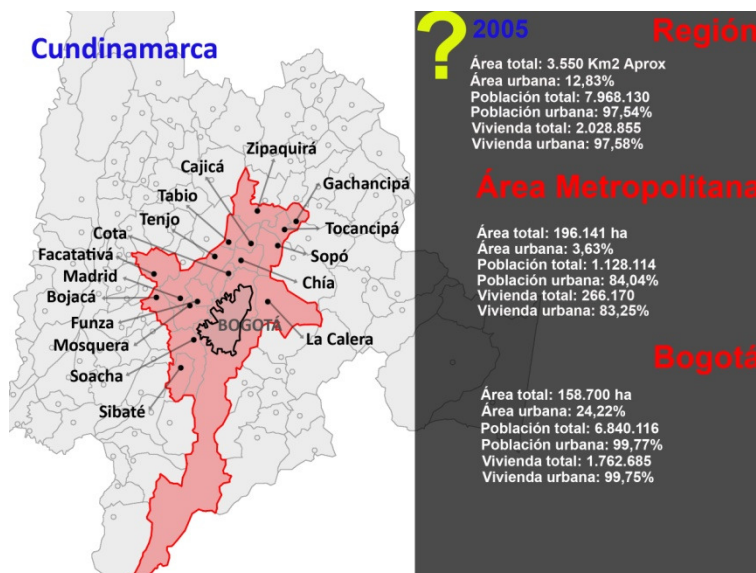 Cundinamarca
Zipaquirá
Cajicá
Gachancipá
Tabio
Tenjo
Tocancipá
Cota
Sopó
Facatativá
Chía
Madrid
Bojacá
Funza
BOGOTÁ
La Calera
Mosquera
Soacha
Sibaté
? 2005 Región
Área total: 3.550 Km2 Aprox
Área urbana: 12,83%
Población total: 7.968.130
Población urbana: 97,54%
Vivienda total: 2.028.855
Vivienda urbana: 97,58%
Área Metropolitana
Área total: 196.141 ha
Área urbana: 3,63%
Población total: 1.128.114
Población urbana: 84,04%
Vivienda total: 266.170
Vivienda urbana: 83,25%
Bogotá
Área total: 158.700 ha
Área urbana: 24,22%
Población total: 6.840.116
Población urbana: 99,77%
Vivienda total: 1.762.685
Vivienda urbana: 99,75%